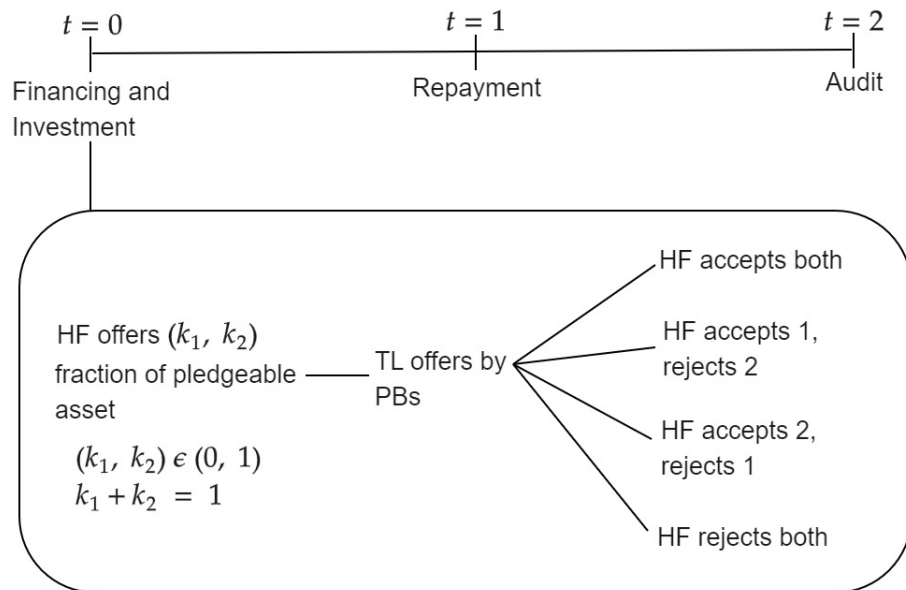 t = 0
t = 1
t = 2
Financing and
Investment
Repayment
Audit
HF offers (k₁, k₂)
fraction of pledgeable
asset
(k₁, k₂) ϵ (0, 1)
k₁ + k₂ = 1
TL offers by
PBs
HF accepts both
HF accepts 1,
rejects 2
HF accepts 2,
rejects 1
HF rejects both